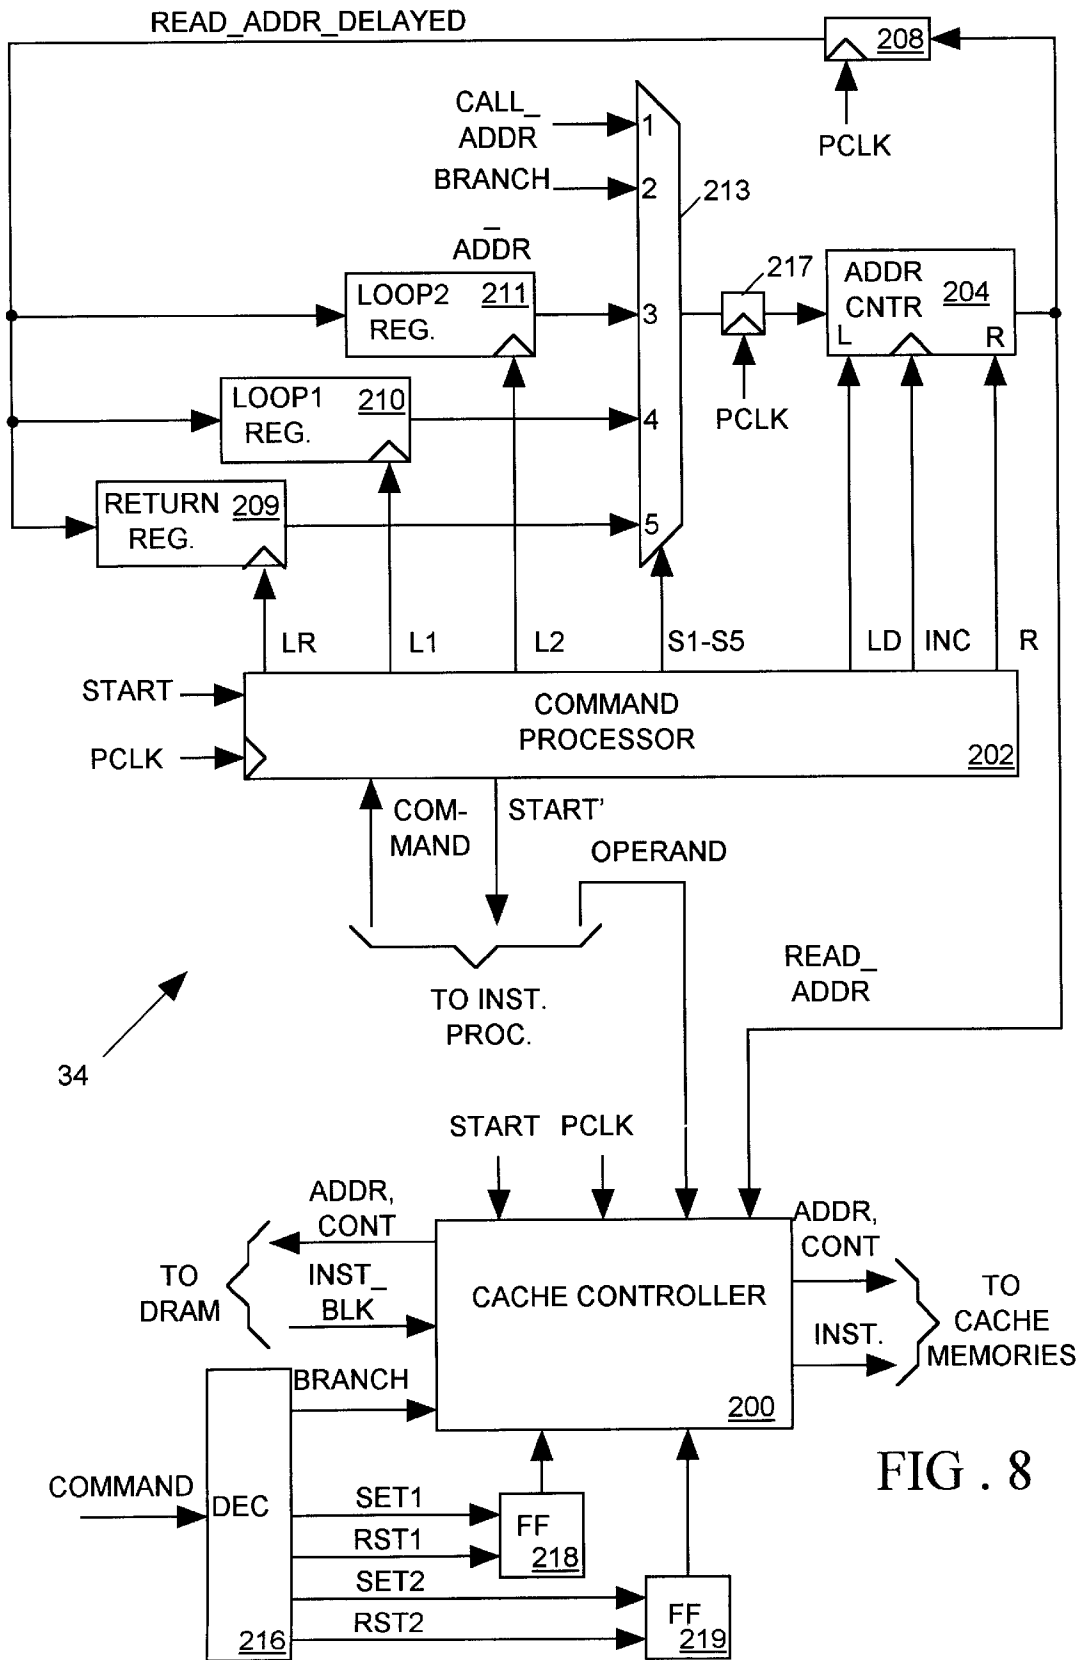 READ_ADDR_DELAYED
208
PCLK
CALL_
ADDR
1
BRANCH
2
213
_
ADDR
217
LOOP2
REG.
211
3
ADDR
CNTR
204
L
R
PCLK
LOOP1
REG.
210
4
RETURN
REG.
209
5
LR
L1
L2
S1-S5
LD
INC
R
START
PCLK
COMMAND
PROCESSOR
202
COM-
MAND
START'
OPERAND
TO INST.
PROC.
READ_
ADDR
34
START
PCLK
ADDR,
CONT
TO
DRAM
INST_
BLK
CACHE CONTROLLER
200
ADDR,
CONT
INST.
TO
CACHE
MEMORIES
BRANCH
COMMAND
DEC
216
SET1
RST1
FF
218
SET2
RST2
FF
219
FIG . 8